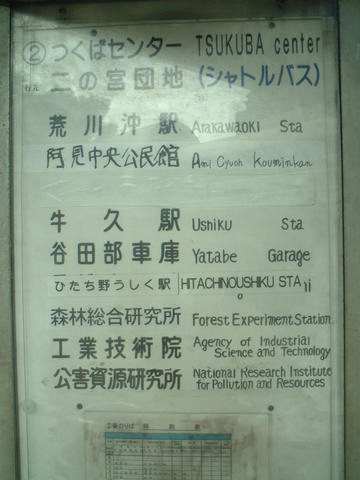 ② つくばセンター TSUKUBA center
行先 二の宮団地 (シャトルバス)
荒川沖駅 Arakawaoki Sta
阿見中央公民館 Ami Cyuoh Kouminkan
牛久駅 Ushiku Sta
谷田部車庫 Yatabe Garage
ひたち野うしく駅 HITACHINOUSHIKU STA
森林総合研究所 Forest Experiment Station
工業技術院 Agency of Industrial Science and Technology
公害資源研究所 National Research Institute for Pollution and Resources